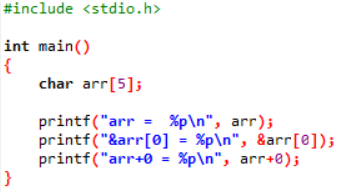 #include <stdio.h>
int main()
{
    char arr[5];
    printf("arr =  %p\n", arr);
    printf("&arr[0] = %p\n", &arr[0]);
    printf("arr+0 = %p\n", arr+0);
}